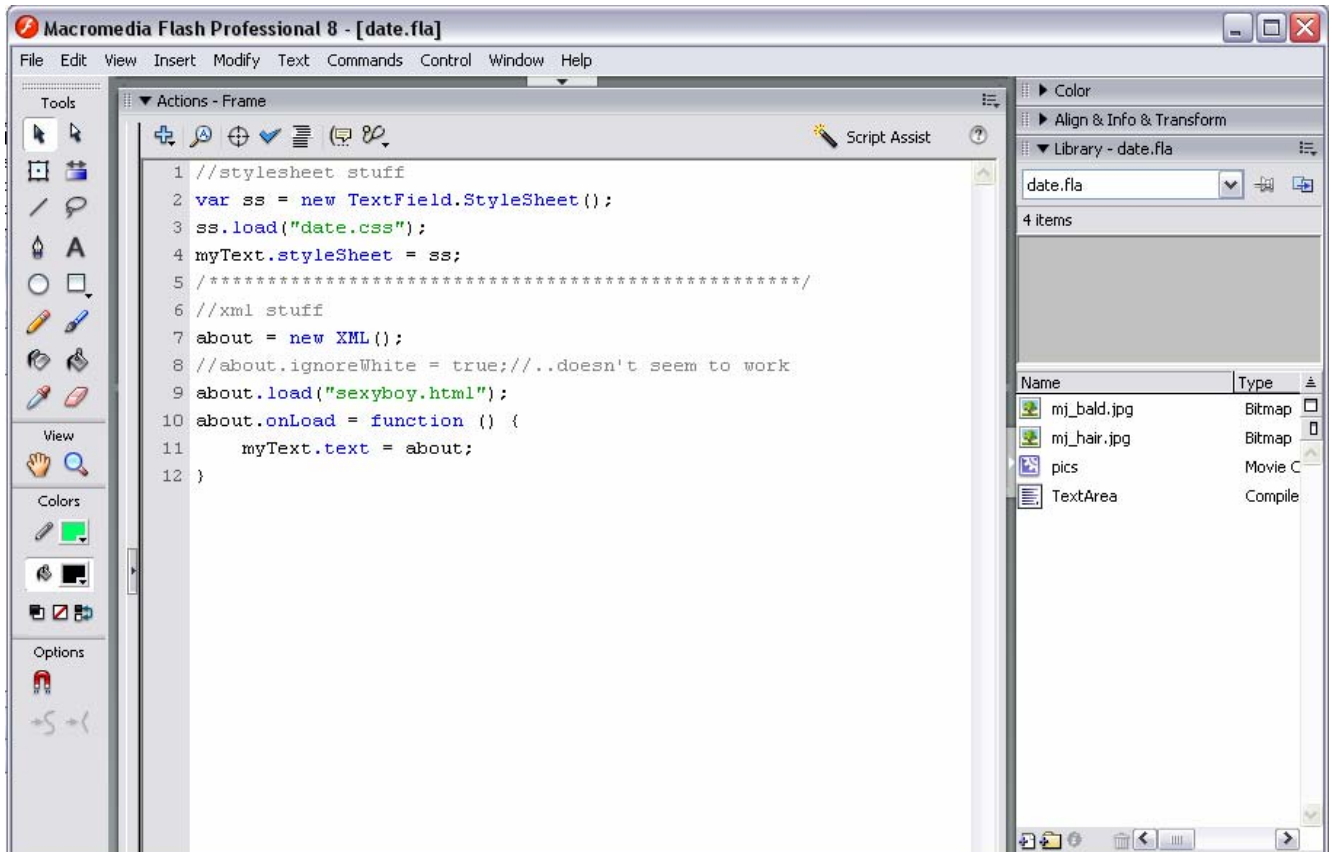 Macromedia Flash Professional 8 - [date.fla]
File Edit View Insert Modify Text Commands Control Window Help
Tools
View
Colors
Options
Actions - Frame
Script Assist
1 //stylesheet stuff
2 var ss = new TextField.StyleSheet();
3 ss.load("date.css");
4 myText.styleSheet = ss;
5 /***************************************************/
6 //xml stuff
7 about = new XML();
8 //about.ignoreWhite = true;//..doesn't seem to work
9 about.load("sexyboy.html");
10 about.onLoad = function () {
11     myText.text = about;
12 }
Color
Align & Info & Transform
Library - date.fla
date.fla
4 items
Name Type
mj_bald.jpg Bitmap
mj_hair.jpg Bitmap
pics Movie C
TextArea Compile